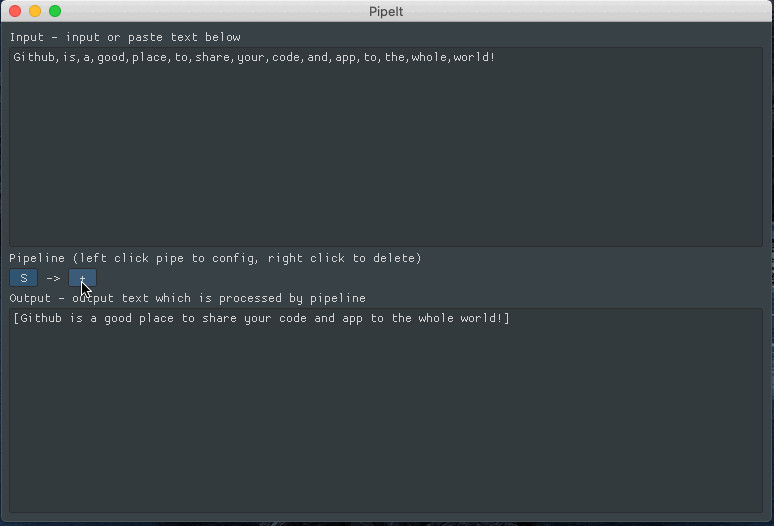 PipeIt
Input - input or paste text below
Github,is,a,good,place,to,share,your,code,and,app,to,the,whole,world!
Pipeline (left click pipe to config, right click to delete)
S -> +
Output - output text which is processed by pipeline
[Github is a good place to share your code and app to the whole world!]